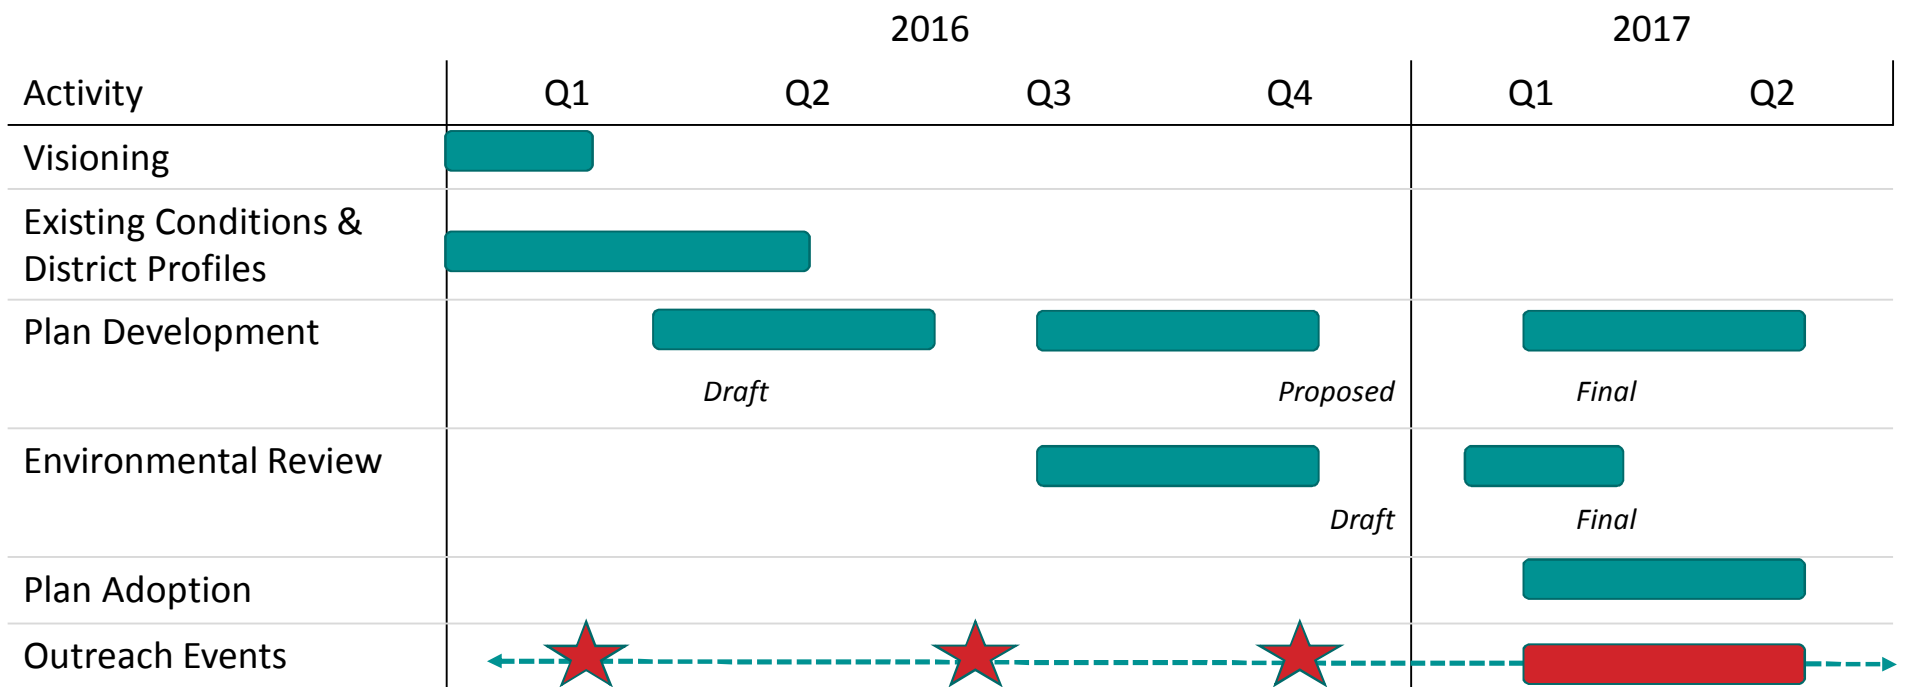 2016 2017
Activity Q1 Q2 Q3 Q4 Q1 Q2
Visioning
Existing Conditions &
District Profiles
Plan Development
Draft Proposed Final
Environmental Review
Draft Final
Plan Adoption
Outreach Events